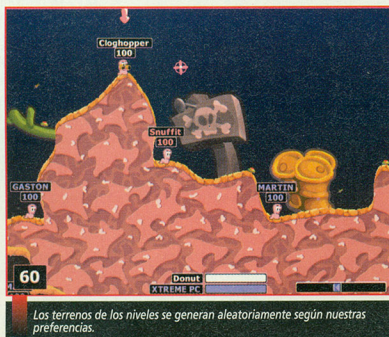 Cloghopper
100
Snuffit
100
GASTON
100
MARTIN
100
60
Donut
XTREME PC
Los terrenos de los niveles se generan aleatoriamente según nuestras
preferencias.